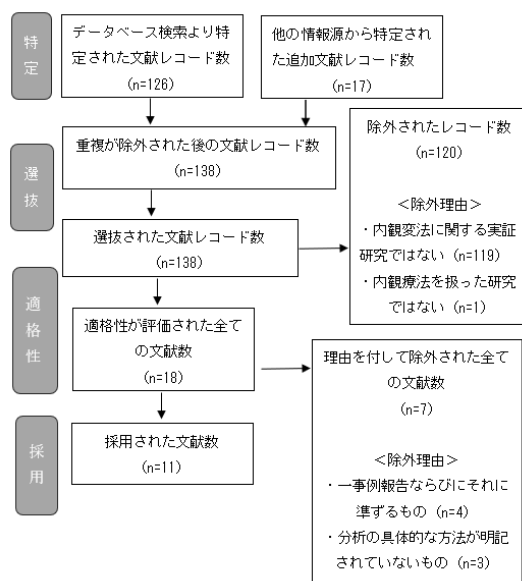 特定
データベース検索より特
定された文献レコード数
(n=126)
他の情報源から特定され
た追加文献レコード数
(n=17)
重複が除外された後の文献レコード数
(n=138)
除外されたレコード数
(n=120)
<除外理由>
・内観変法に関する実証
研究ではない (n=119)
・内観療法を扱った研究
ではない (n=1)
選抜
選抜された文献レコード数
(n=138)
適格性
適格性が評価された全て
の文献数
(n=18)
理由を付して除外された全て
の文献数
(n=7)
<除外理由>
・一事例報告ならびにそれに
準ずるもの (n=4)
・分析の具体的な方法が明記
されていないもの (n=3)
採用
採用された文献数
(n=11)